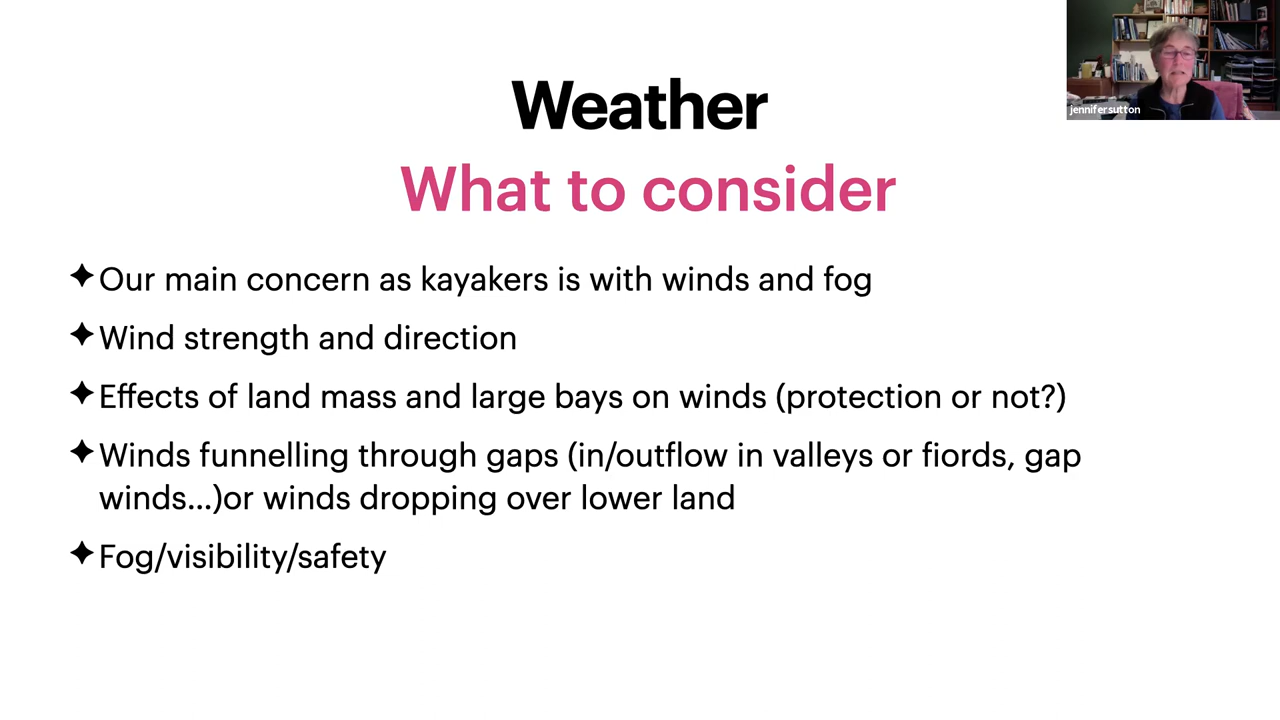 jennifer sutton
Weather
What to consider
✦Our main concern as kayakers is with winds and fog
✦Wind strength and direction
✦Effects of land mass and large bays on winds (protection or not?)
✦Winds funnelling through gaps (in/outflow in valleys or fiords, gap
winds...)or winds dropping over lower land
✦Fog/visibility/safety